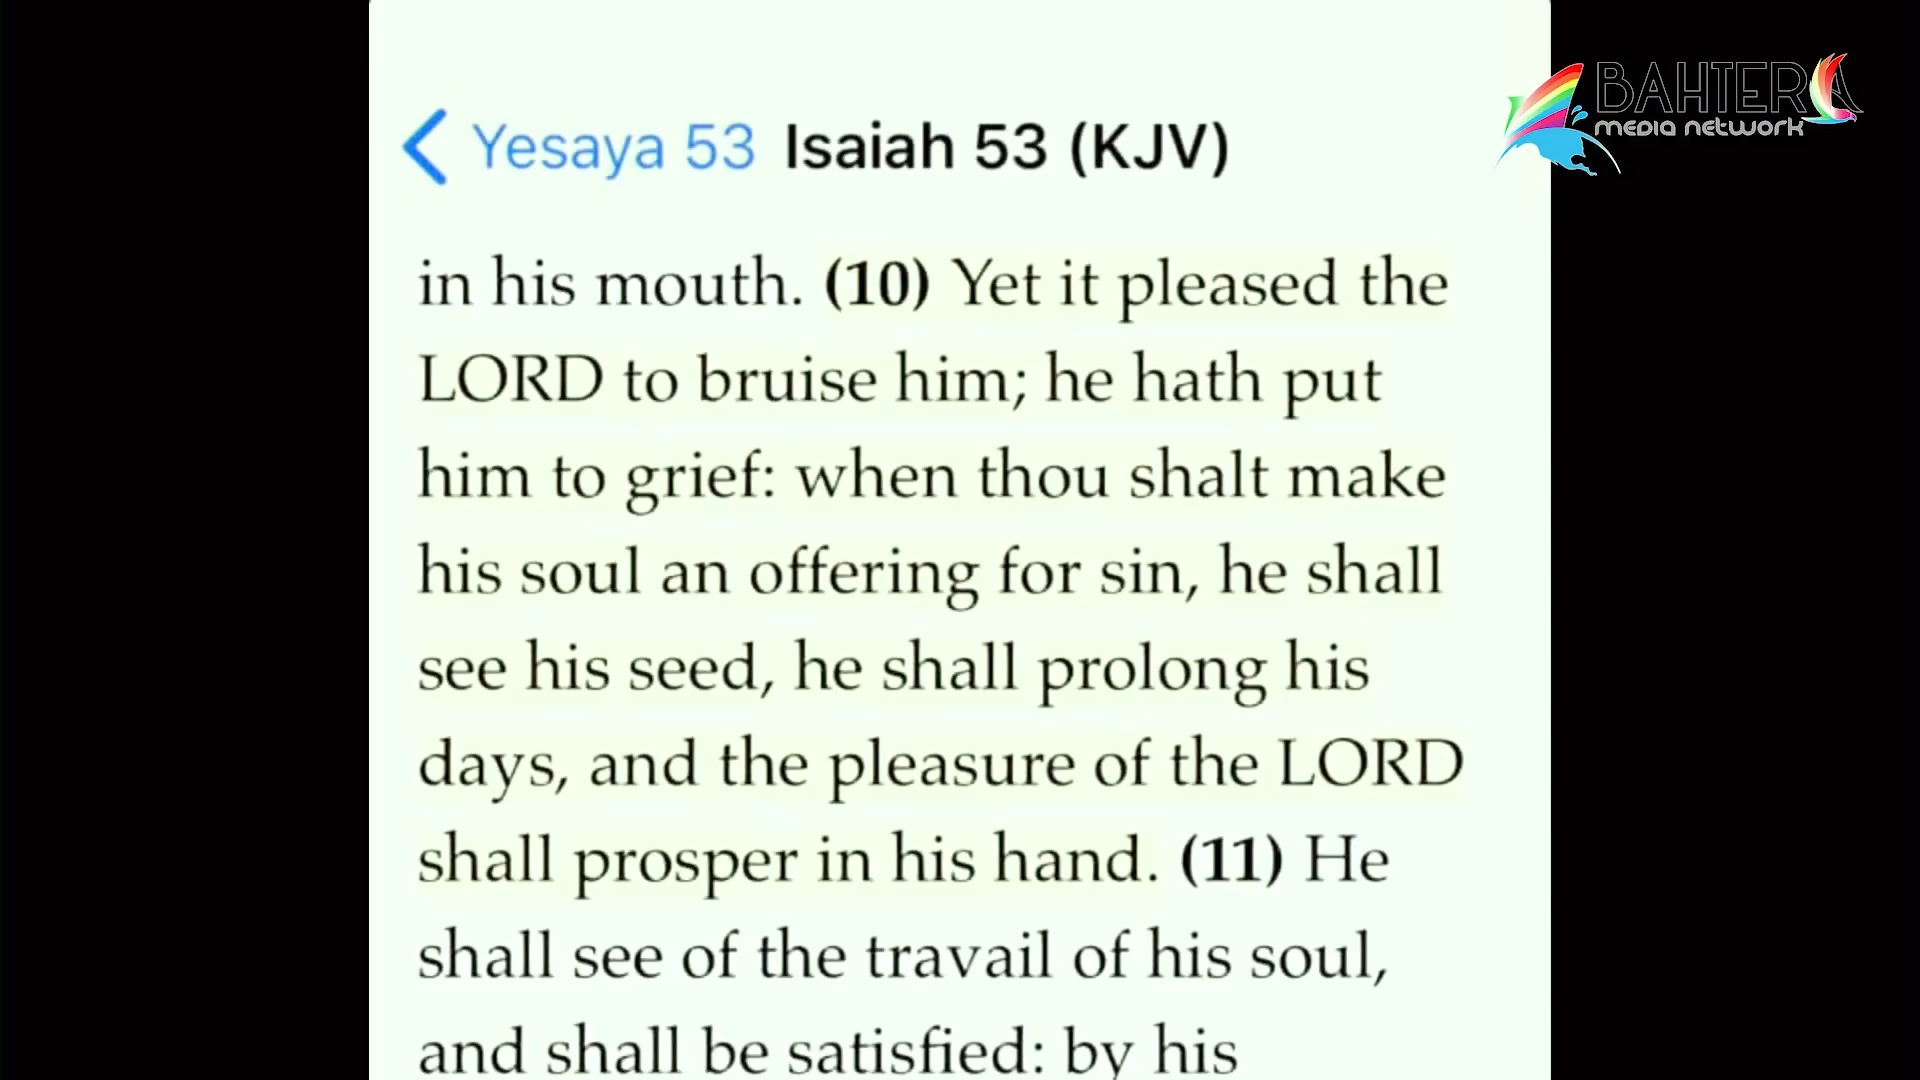 Yesaya 53 Isaiah 53 (KJV)
BAHTERA
media network
in his mouth. (10) Yet it pleased the
LORD to bruise him; he hath put
him to grief: when thou shalt make
his soul an offering for sin, he shall
see his seed, he shall prolong his
days, and the pleasure of the LORD
shall prosper in his hand. (11) He
shall see of the travail of his soul,
and shall be satisfied: by his